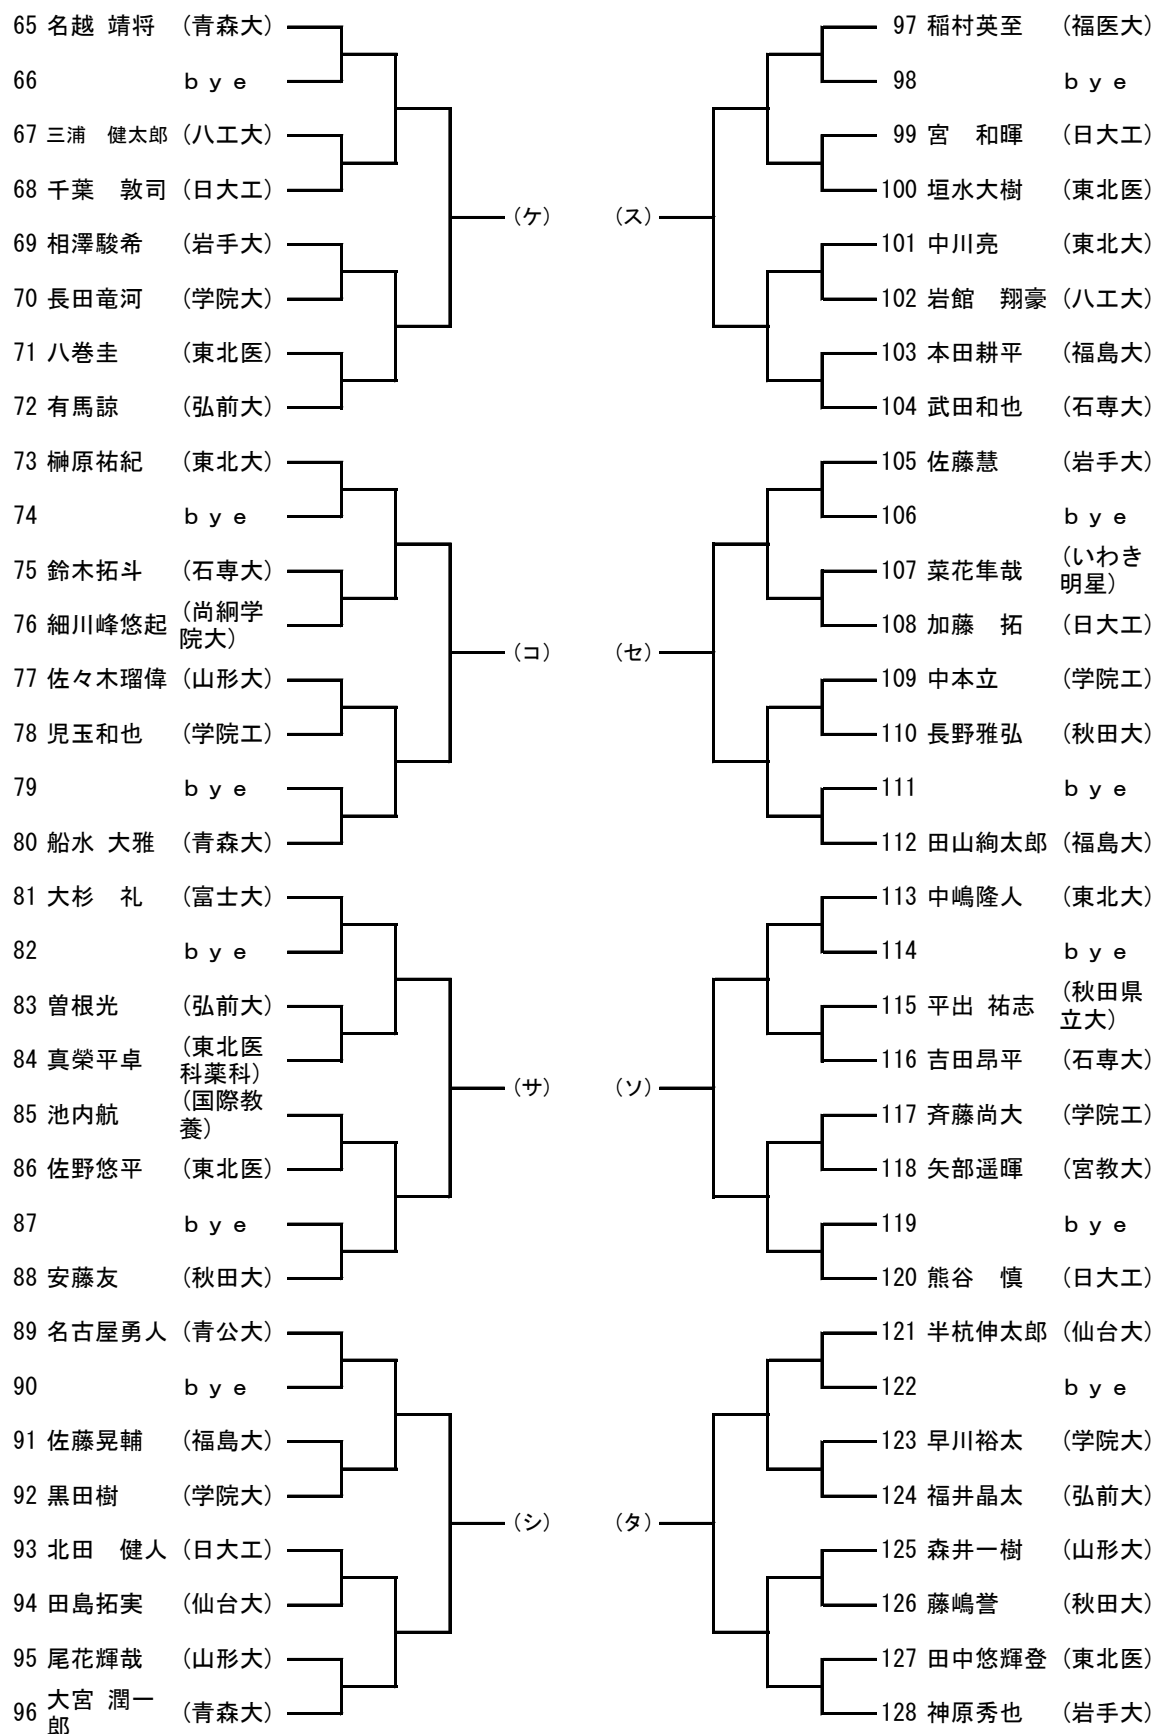 65 名越 靖将 (青森大)
66 ｂｙｅ
67 三浦　健太郎 (八工大)
68 千葉　敦司 (日大工)
69 相澤駿希 (岩手大)
70 長田竜河 (学院大)
71 八巻圭 (東北医)
72 有馬諒 (弘前大)
(ケ)
73 榊原祐紀 (東北大)
74 ｂｙｅ
75 鈴木拓斗 (石専大)
76 細川峰悠起 (尚絅学
院大)
77 佐々木瑠偉 (山形大)
78 児玉和也 (学院工)
79 ｂｙｅ
80 船水 大雅 (青森大)
(コ)
81 大杉　礼 (富士大)
82 ｂｙｅ
83 曽根光 (弘前大)
84 真榮平卓 (東北医
科薬科)
85 池内航 (国際教
養)
86 佐野悠平 (東北医)
87 ｂｙｅ
88 安藤友 (秋田大)
(サ)
89 名古屋勇人 (青公大)
90 ｂｙｅ
91 佐藤晃輔 (福島大)
92 黒田樹 (学院大)
93 北田　健人 (日大工)
94 田島拓実 (仙台大)
95 尾花輝哉 (山形大)
96 大宮 潤一
郎 (青森大)
(シ)
97 稲村英至 (福医大)
98 ｂｙｅ
99 宮　和暉 (日大工)
100 垣水大樹 (東北医)
101 中川亮 (東北大)
102 岩館　翔豪 (八工大)
103 本田耕平 (福島大)
104 武田和也 (石専大)
(ス)
105 佐藤慧 (岩手大)
106 ｂｙｅ
107 菜花隼哉 (いわき
明星)
108 加藤　拓 (日大工)
109 中本立 (学院工)
110 長野雅弘 (秋田大)
111 ｂｙｅ
112 田山絢太郎 (福島大)
(セ)
113 中嶋隆人 (東北大)
114 ｂｙｅ
115 平出 祐志 (秋田県
立大)
116 吉田昂平 (石専大)
117 斉藤尚大 (学院工)
118 矢部遥暉 (宮教大)
119 ｂｙｅ
120 熊谷　慎 (日大工)
(ソ)
121 半杭伸太郎 (仙台大)
122 ｂｙｅ
123 早川裕太 (学院大)
124 福井晶太 (弘前大)
125 森井一樹 (山形大)
126 藤嶋誉 (秋田大)
127 田中悠輝登 (東北医)
128 神原秀也 (岩手大)
(タ)